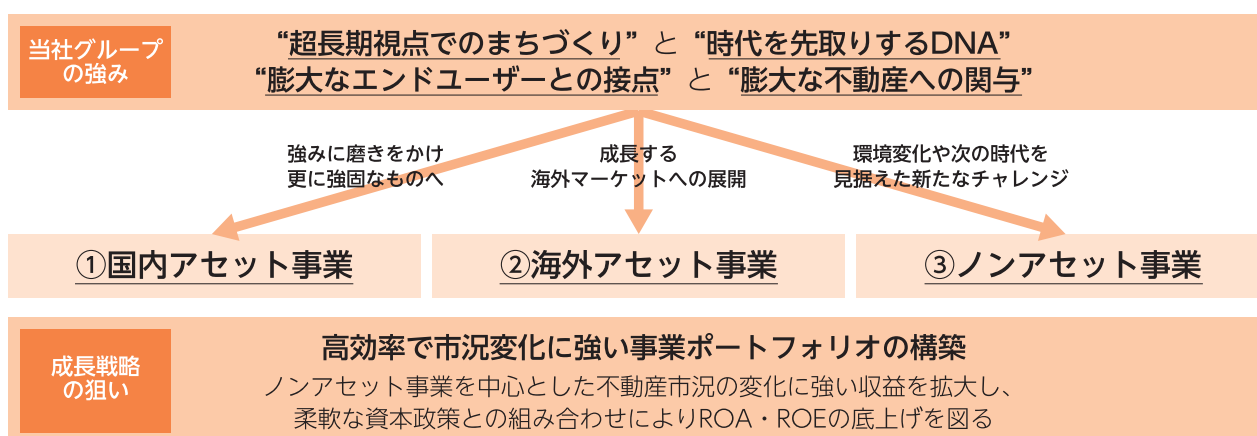 当社グループ
の強み
“超長期視点でのまちづくり” と “時代を先取りするDNA”
“膨大なエンドユーザーとの接点” と “膨大な不動産への関与”
強みに磨きをかけ
更に強固なものへ
成長する
海外マーケットへの展開
環境変化や次の時代を
見据えた新たなチャレンジ
①国内アセット事業
②海外アセット事業
③ノンアセット事業
成長戦略
の狙い
高効率で市況変化に強い事業ポートフォリオの構築
ノンアセット事業を中心とした不動産市況の変化に強い収益を拡大し、
柔軟な資本政策との組み合わせによりROA・ROEの底上げを図る